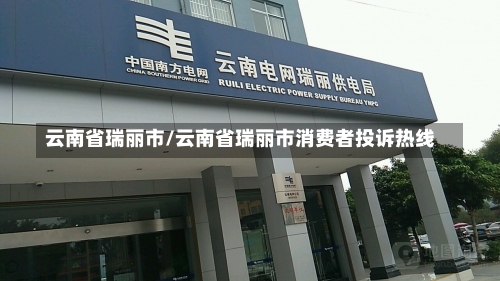 中国南方电网
CHINA SOUTHERN POWER GRID
云南电网瑞丽供电局
RUILI ELECTRIC POWER SUPPLY BUREAU YNPG
云南省瑞丽市/云南省瑞丽市消费者投诉热线